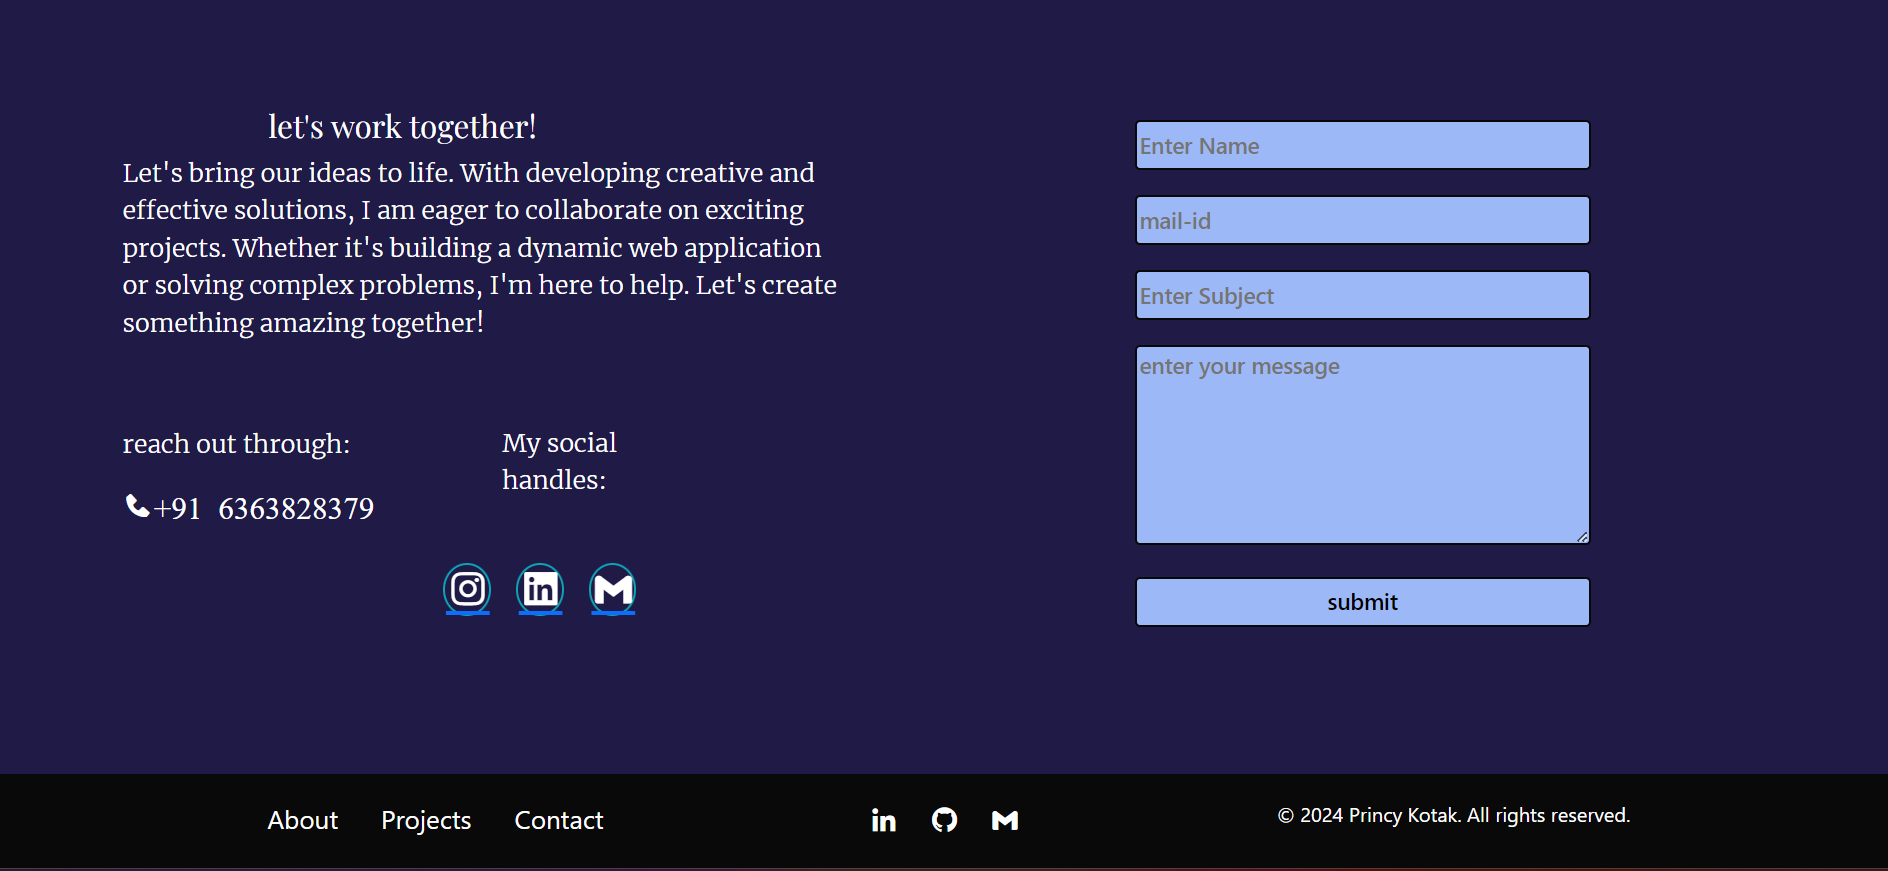 let's work together!
Let's bring our ideas to life. With developing creative and
effective solutions, I am eager to collaborate on exciting
projects. Whether it's building a dynamic web application
or solving complex problems, I'm here to help. Let's create
something amazing together!
reach out through:
+91 6363828379
My social
handles:
Enter Name
mail-id
Enter Subject
enter your message
submit
About Projects Contact
© 2024 Princy Kotak. All rights reserved.